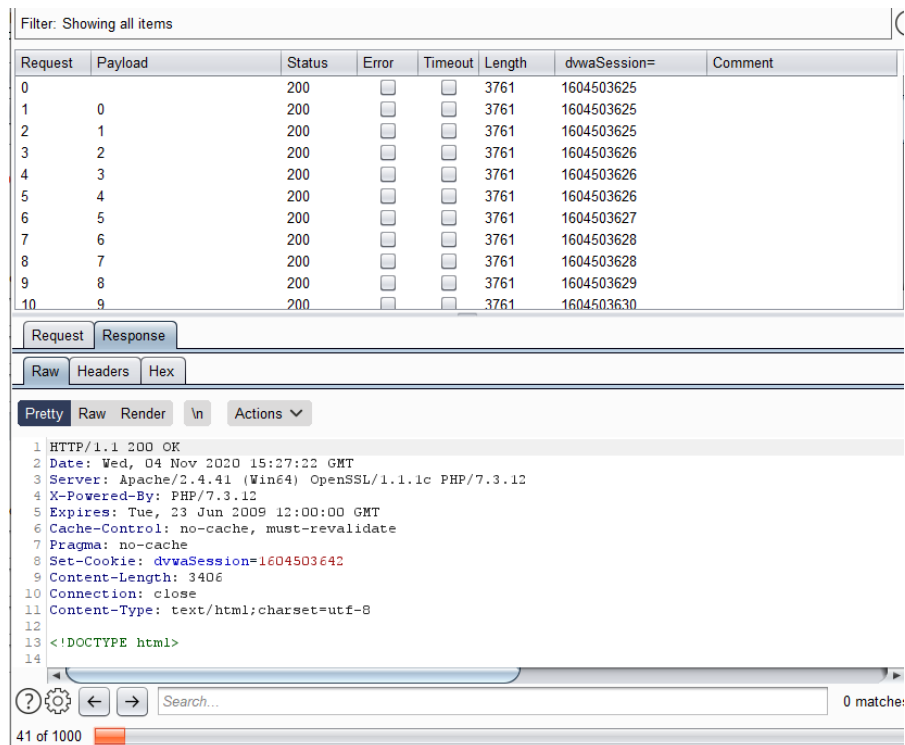 Filter: Showing all items
Request Payload Status Error Timeout Length dvwaSession= Comment
0 200 3761 1604503625
1 0 200 3761 1604503625
2 1 200 3761 1604503625
3 2 200 3761 1604503626
4 3 200 3761 1604503626
5 4 200 3761 1604503626
6 5 200 3761 1604503627
7 6 200 3761 1604503628
8 7 200 3761 1604503628
9 8 200 3761 1604503629
10 9 200 3761 1604503630
Request Response
Raw Headers Hex
Pretty Raw Render \n Actions
1 HTTP/1.1 200 OK
2 Date: Wed, 04 Nov 2020 15:27:22 GMT
3 Server: Apache/2.4.41 (Win64) OpenSSL/1.1.1c PHP/7.3.12
4 X-Powered-By: PHP/7.3.12
5 Expires: Tue, 23 Jun 2009 12:00:00 GMT
6 Cache-Control: no-cache, must-revalidate
7 Pragma: no-cache
8 Set-Cookie: dvwaSession=1604503642
9 Content-Length: 3406
10 Connection: close
11 Content-Type: text/html;charset=utf-8
12
13 <!DOCTYPE html>
14
? Search... 0 matches
41 of 1000